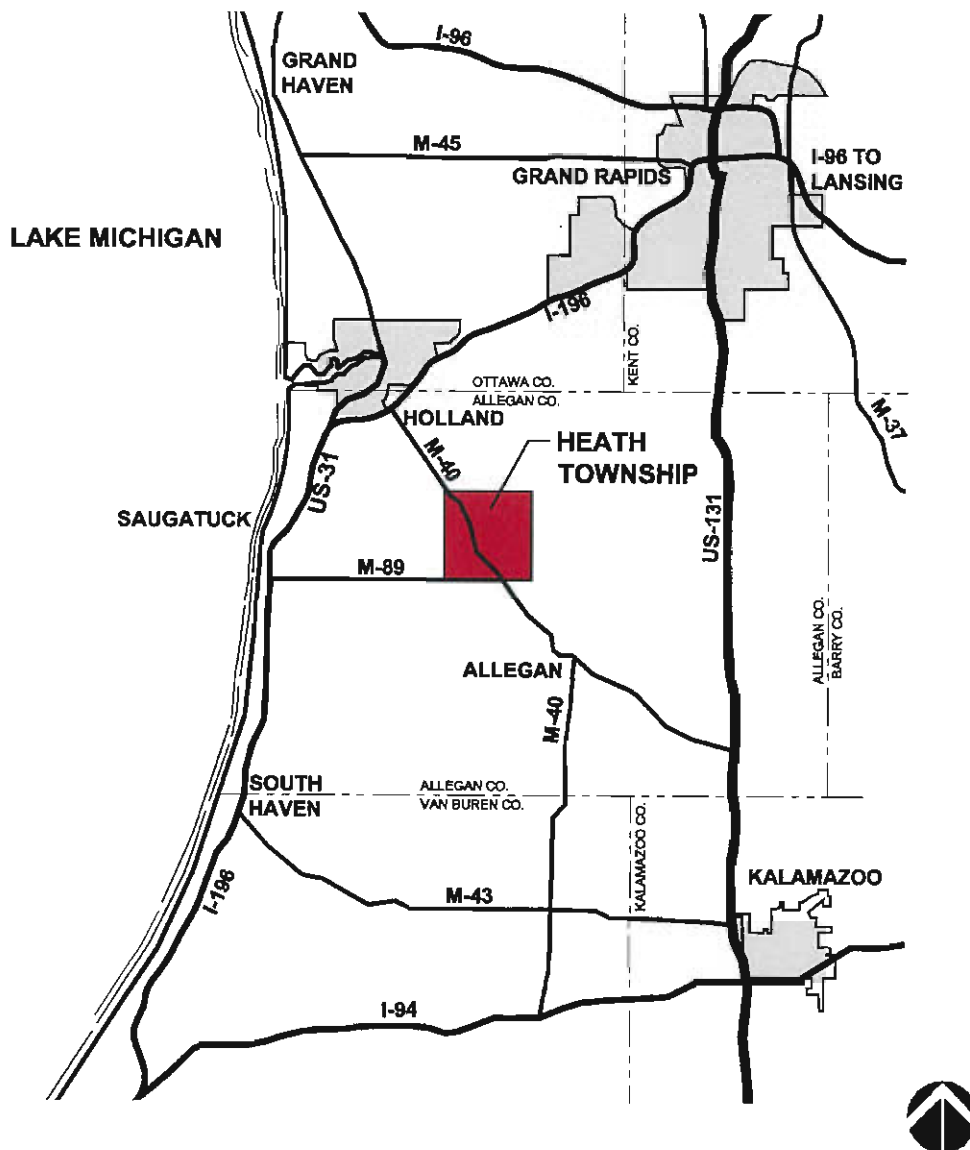 I-96
GRAND
HAVEN
M-45
GRAND RAPIDS
I-96 TO
LANSING
LAKE MICHIGAN
I-196
KENT CO.
OTTAWA CO.
ALLEGAN CO.
HOLLAND
M-37
M-40
HEATH
TOWNSHIP
US-31
SAUGATUCK
US-131
M-89
ALLEGAN CO.
BARRY CO.
ALLEGAN
M-40
SOUTH
HAVEN
ALLEGAN CO.
VAN BUREN CO.
KALAMAZOO CO.
KALAMAZOO
I-196
M-43
I-94